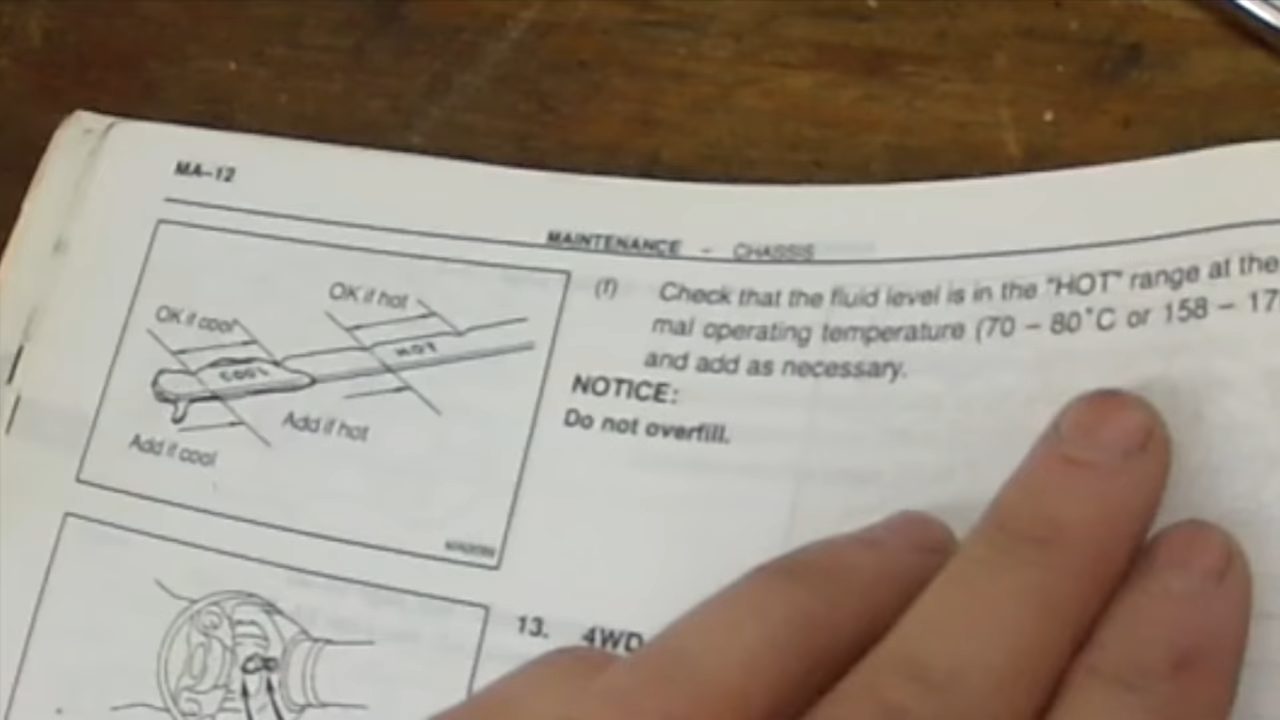 MA–12
MAINTENANCE – CHASSIS
OK if hot
OK if cool
HOT
COOL
Add if hot
Add if cool
(f) Check that the fluid level is in the "HOT" range at the
mal operating temperature (70 – 80°C or 158 – 17
and add as necessary.
NOTICE:
Do not overfill.
13. 4WD